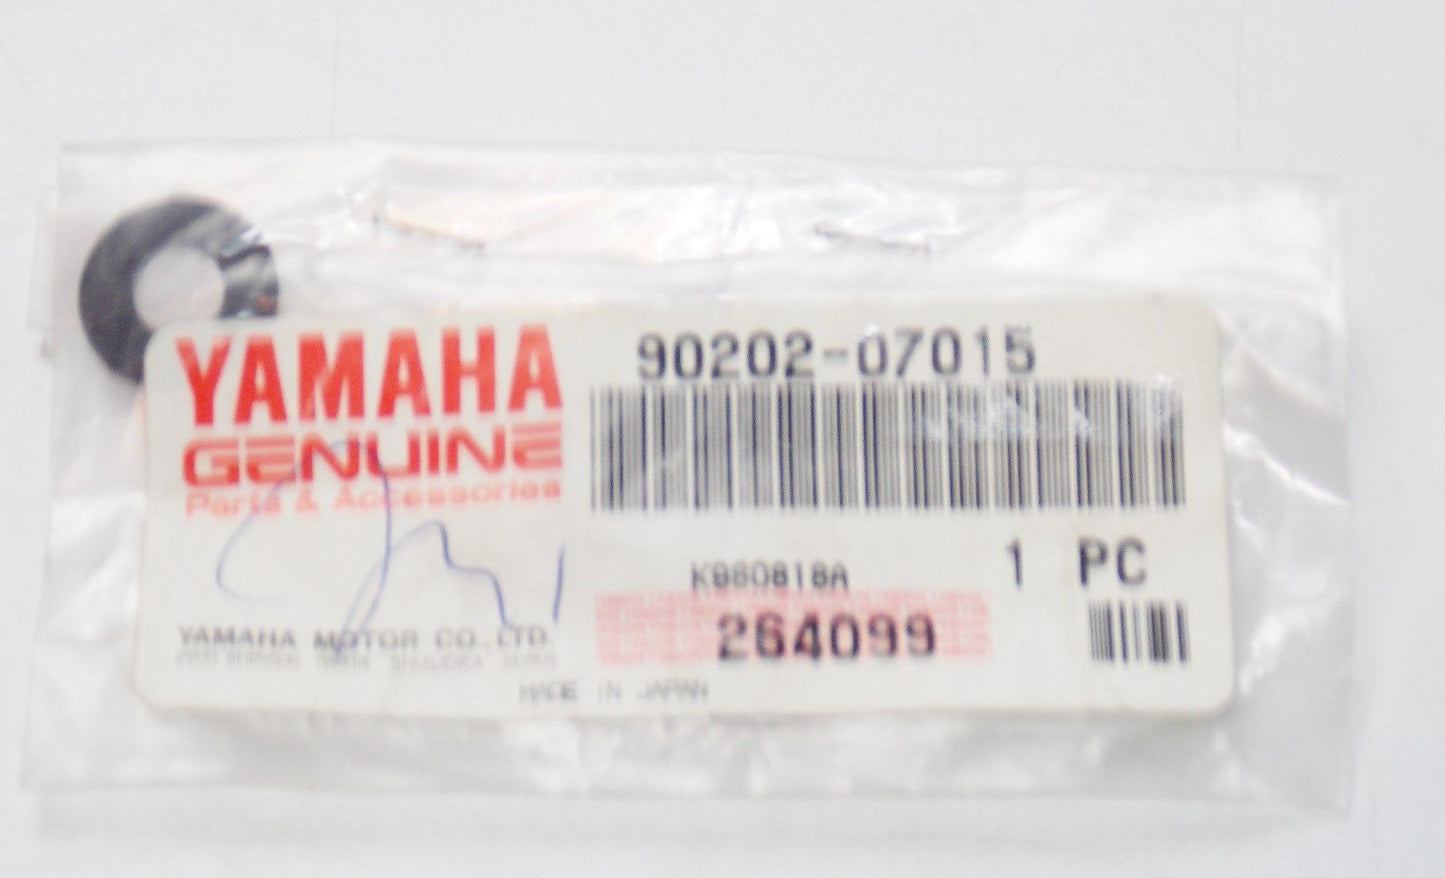 YAMAHA
GENUINE
Parts & Accessories
90202-07015
K980818A
1 PC
264099
YAMAHA MOTOR CO.,LTD.
MADE IN JAPAN